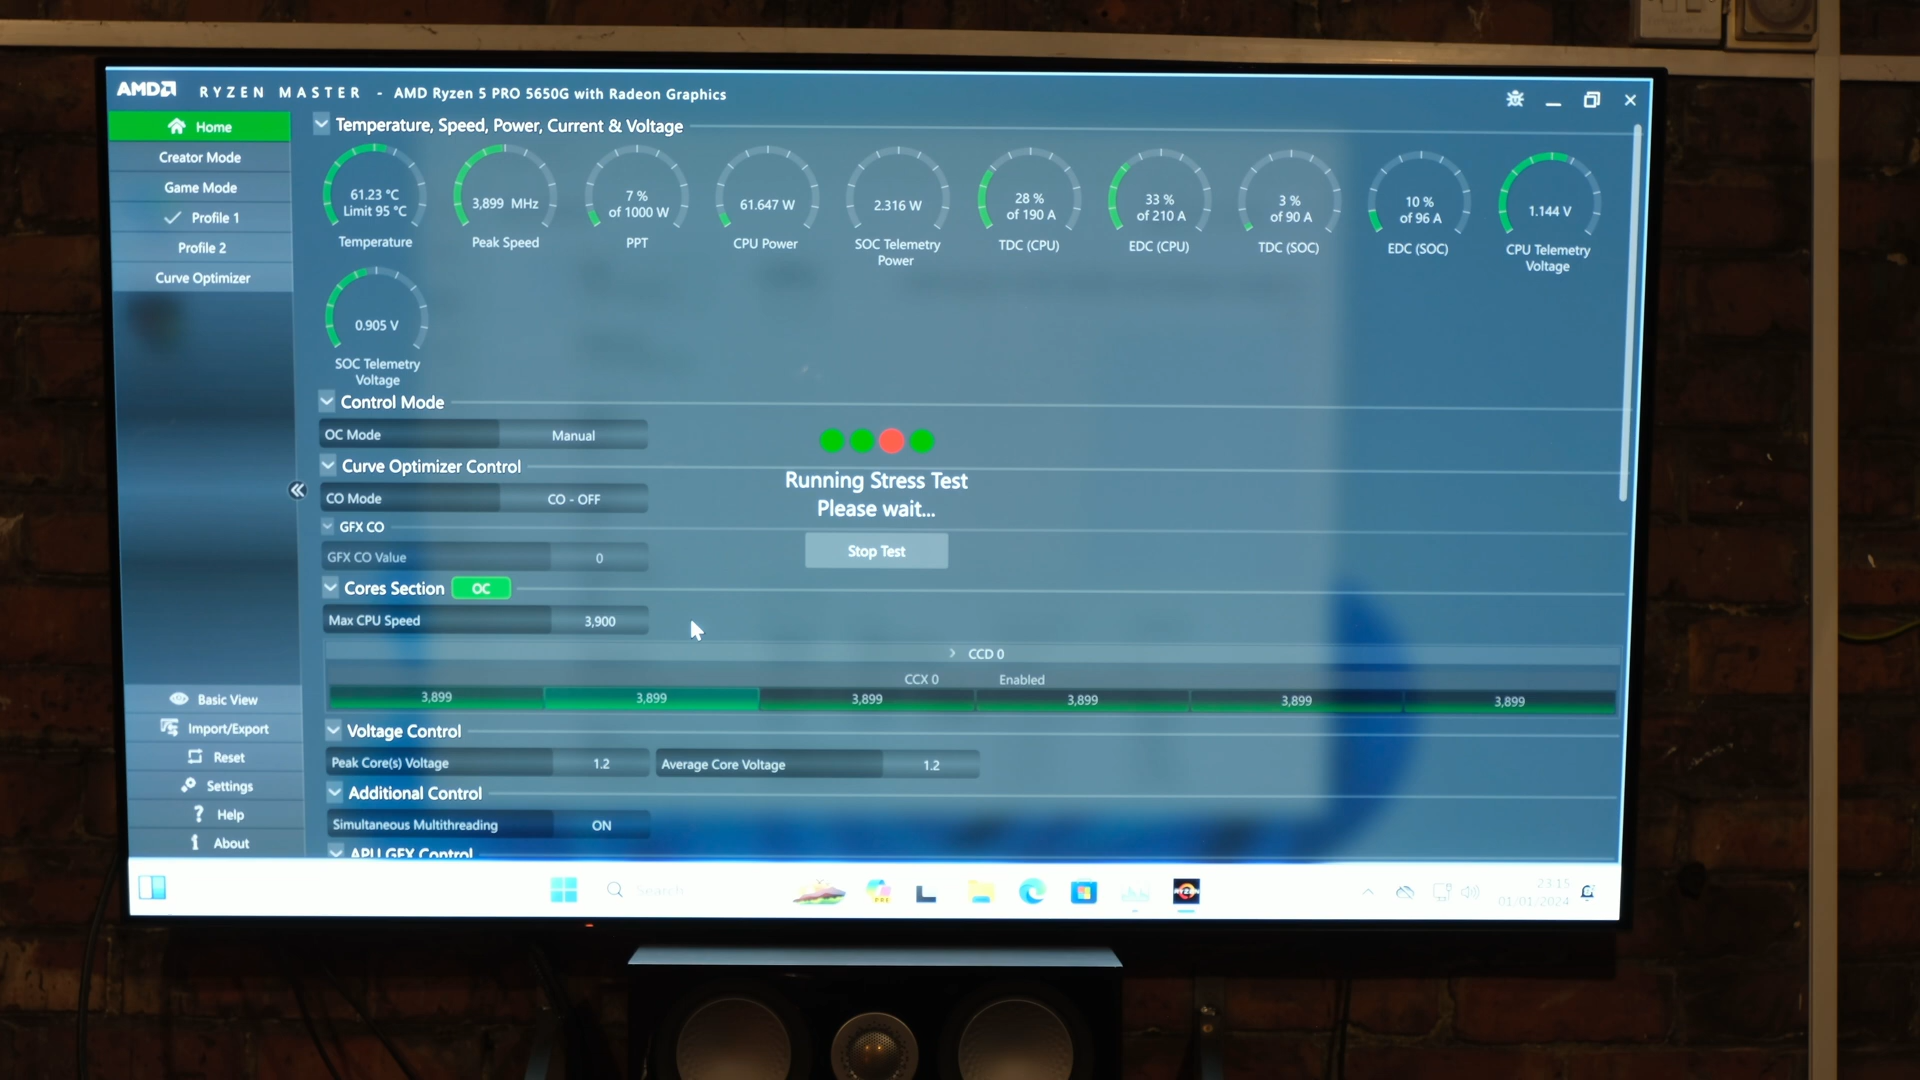 AMD RYZEN MASTER - AMD Ryzen 5 PRO 5650G with Radeon Graphics
Home
Creator Mode
Game Mode
Profile 1
Profile 2
Curve Optimizer
Temperature, Speed, Power, Current & Voltage
61.23 °C
Limit 95 °C
Temperature
3,899 MHz
Peak Speed
7 %
of 1000 W
PPT
61.647 W
CPU Power
2.316 W
SOC Telemetry
Power
28 %
of 190 A
TDC (CPU)
33 %
of 210 A
EDC (CPU)
3 %
of 90 A
TDC (SOC)
10 %
of 96 A
EDC (SOC)
1.144 V
CPU Telemetry
Voltage
0.905 V
SOC Telemetry
Voltage
Control Mode
OC Mode Manual
Curve Optimizer Control
CO Mode CO - OFF
GFX CO
GFX CO Value 0
Running Stress Test
Please wait...
Stop Test
Cores Section OC
Max CPU Speed 3,900
CCD 0
CCX 0 Enabled
3,899 3,899 3,899 3,899 3,899 3,899
Voltage Control
Peak Core(s) Voltage 1.2 Average Core Voltage 1.2
Additional Control
Simultaneous Multithreading ON
APU GFX Control
Basic View
Import/Export
Reset
Settings
Help
About
Search
RYZEN
23:15
01/01/2024